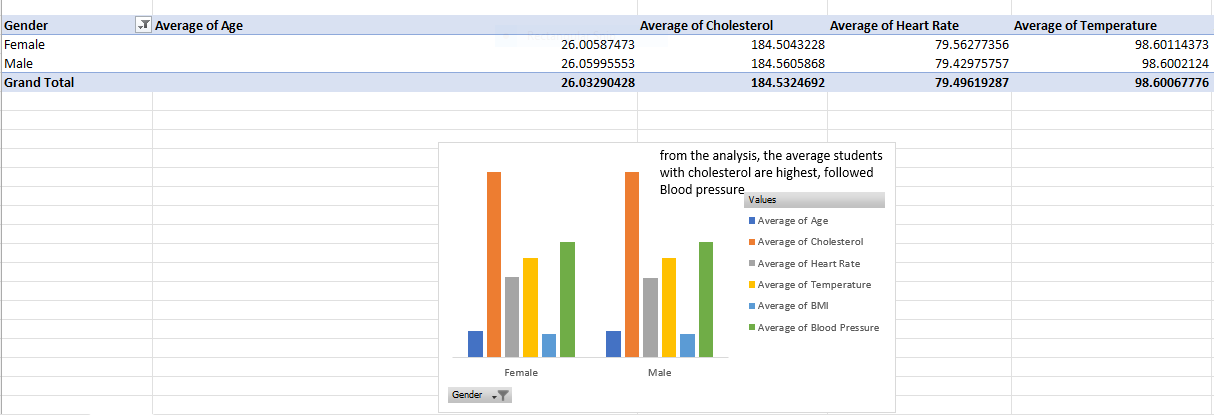 Gender Average of Age Average of Cholesterol Average of Heart Rate Average of Temperature
Female 26.00587473 184.5043228 79.56277356 98.60114373
Male 26.05995553 184.5605868 79.42975757 98.6002124
Grand Total 26.03290428 184.5324692 79.49619287 98.60067776
from the analysis, the average students
with cholesterol are highest, followed
Blood pressure
Values
Average of Age
Average of Cholesterol
Average of Heart Rate
Average of Temperature
Average of BMI
Average of Blood Pressure
Female Male
Gender